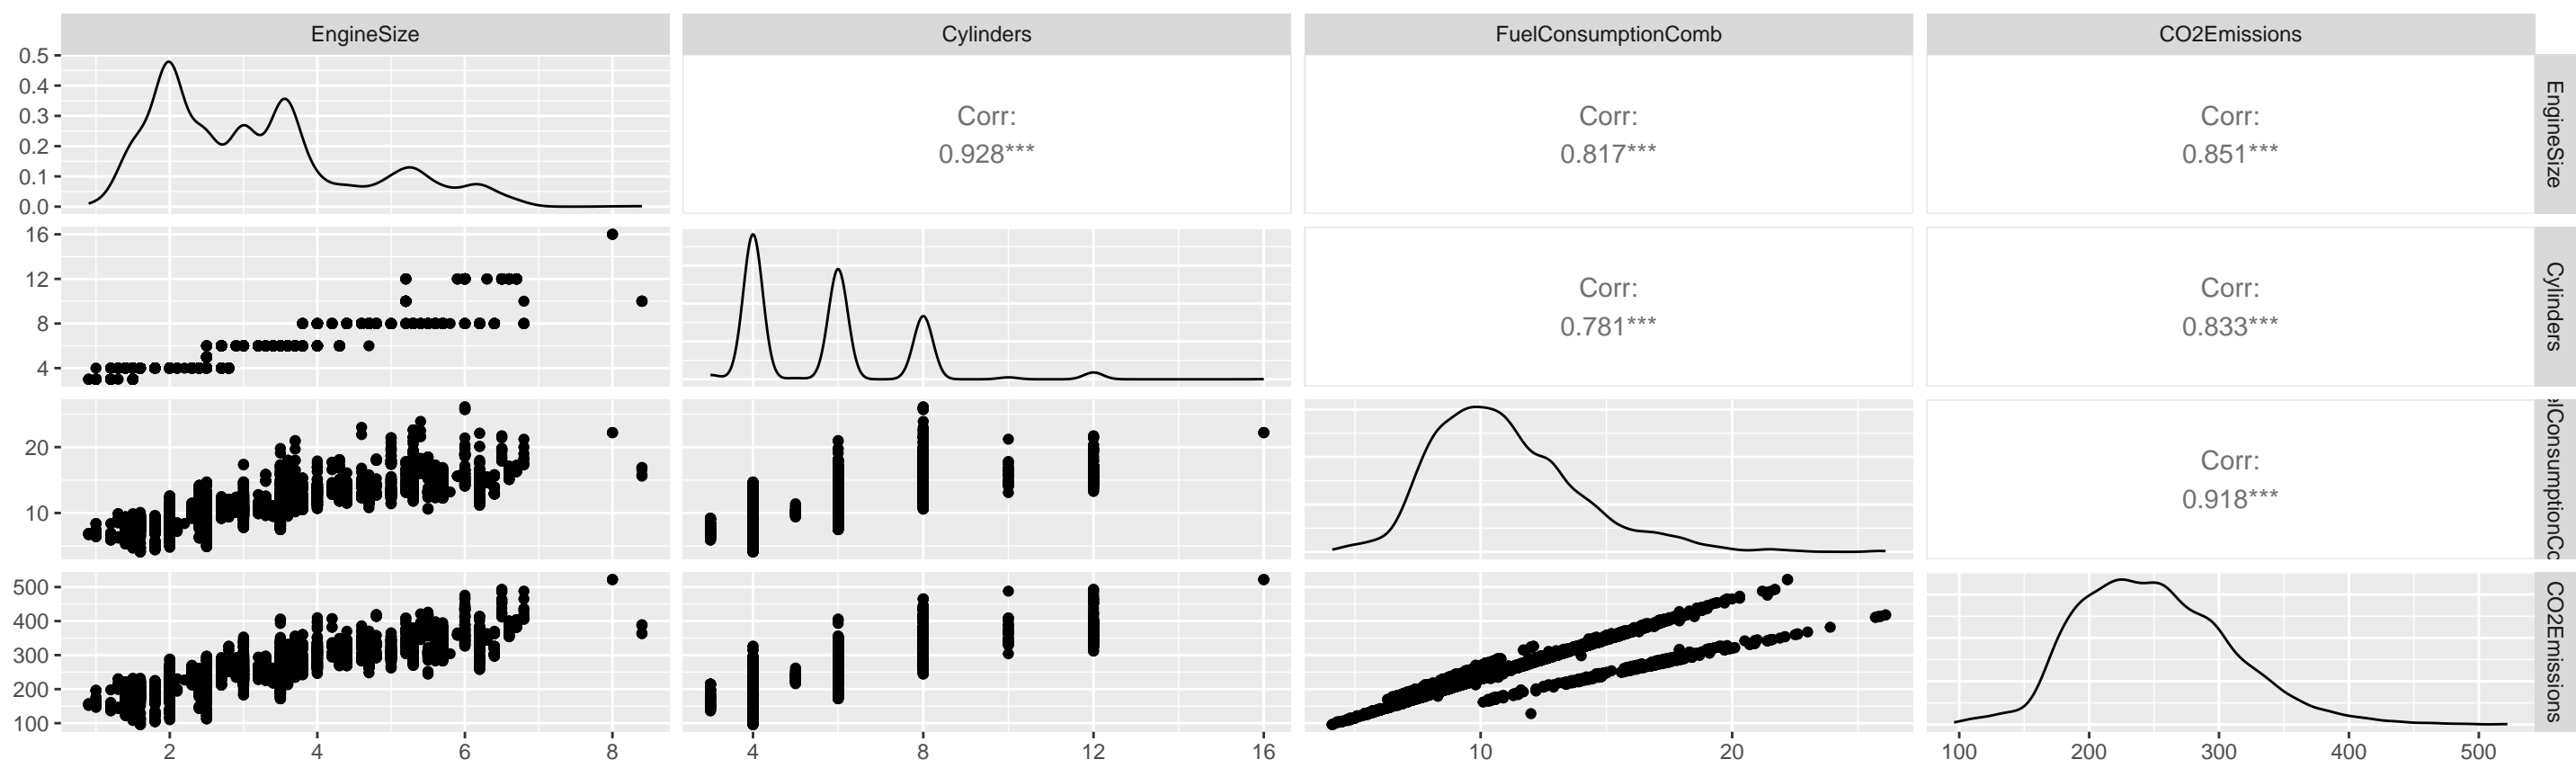 EngineSize Cylinders FuelConsumptionComb CO2Emissions
0.5
0.4
0.3
0.2
0.1
0.0
Corr:
0.928***
Corr:
0.817***
Corr:
0.851***
EngineSize
16
12
8
4
Corr:
0.781***
Corr:
0.833***
Cylinders
20
10
Corr:
0.918***
elConsumptionCo
500
400
300
200
100
CO2Emissions
2 4 6 8 4 8 12 16 10 20 100 200 300 400 500